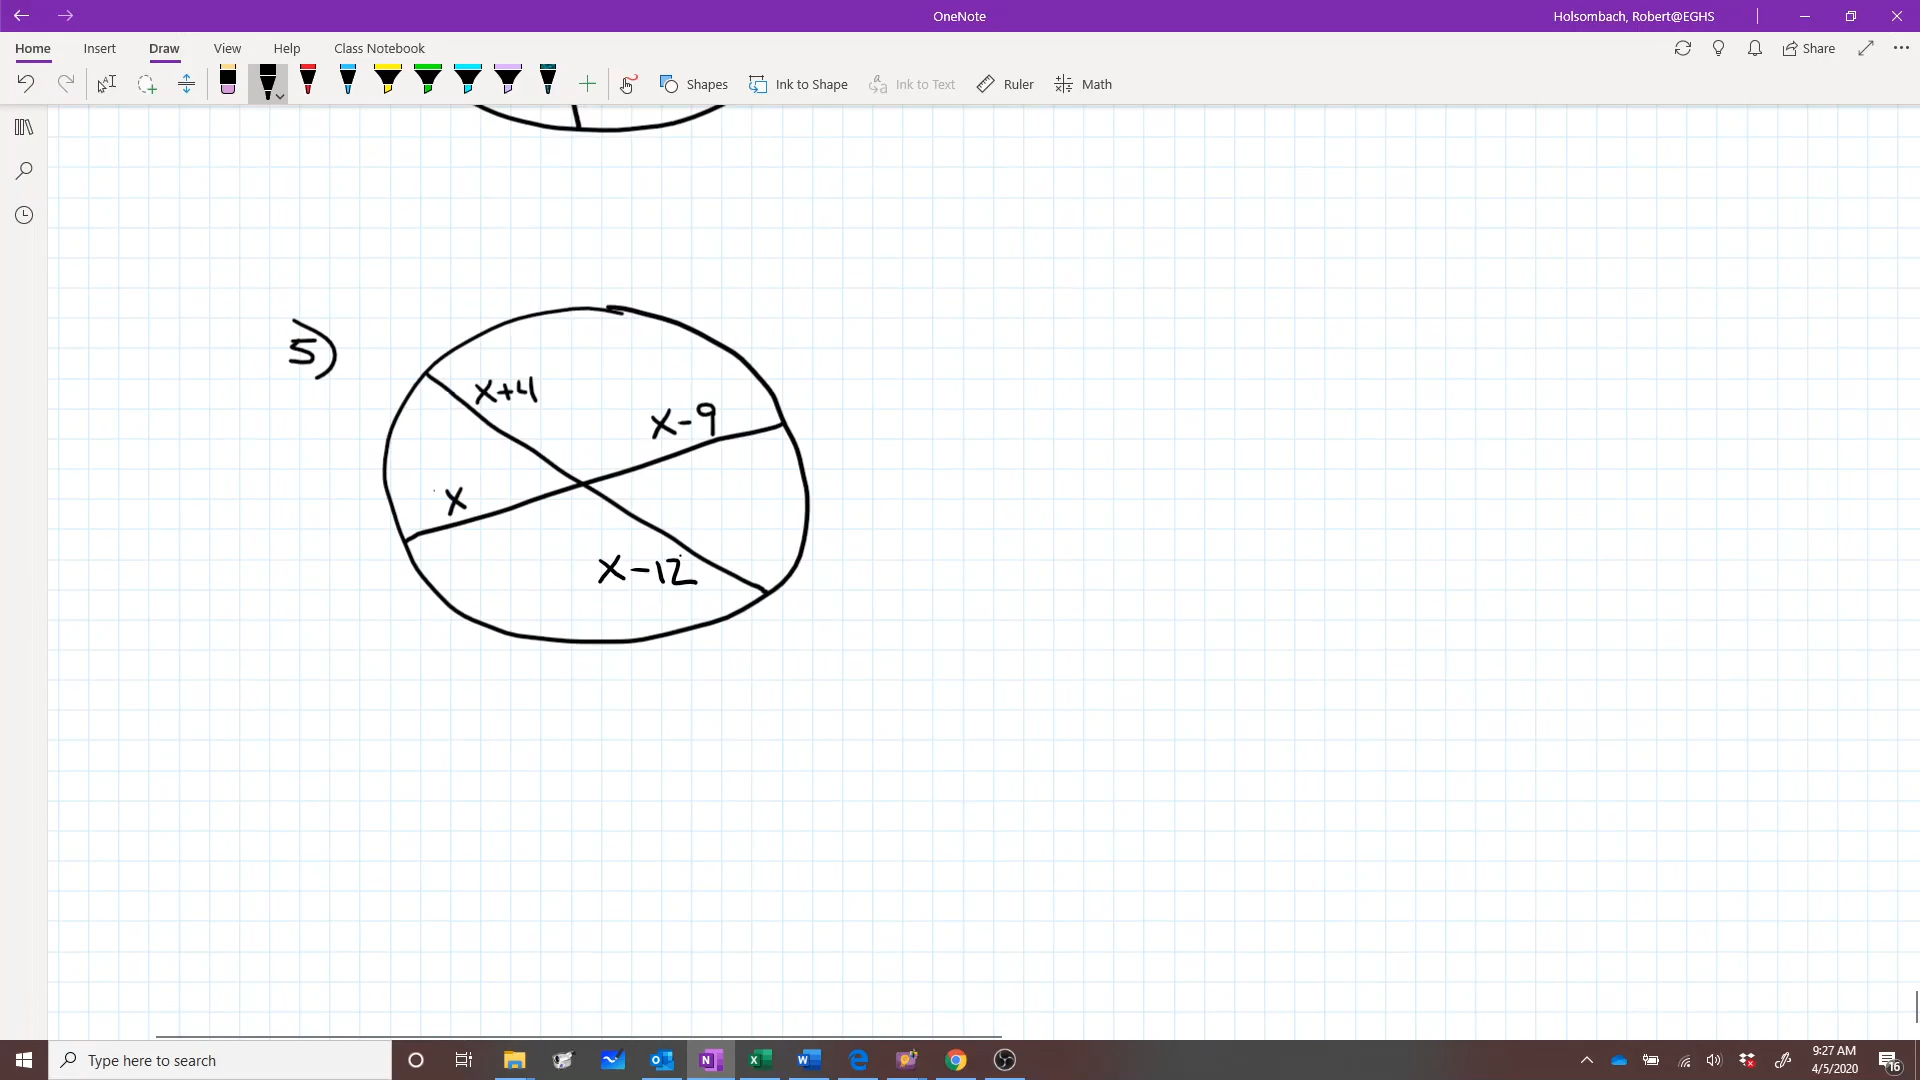 OneNote
Holsombach, Robert@EGHS
Home Insert Draw View Help Class Notebook
Share
Shapes Ink to Shape Ink to Text Ruler Math
5)
x+4
x-9
x
x-12
Type here to search
9:27 AM
4/5/2020
16